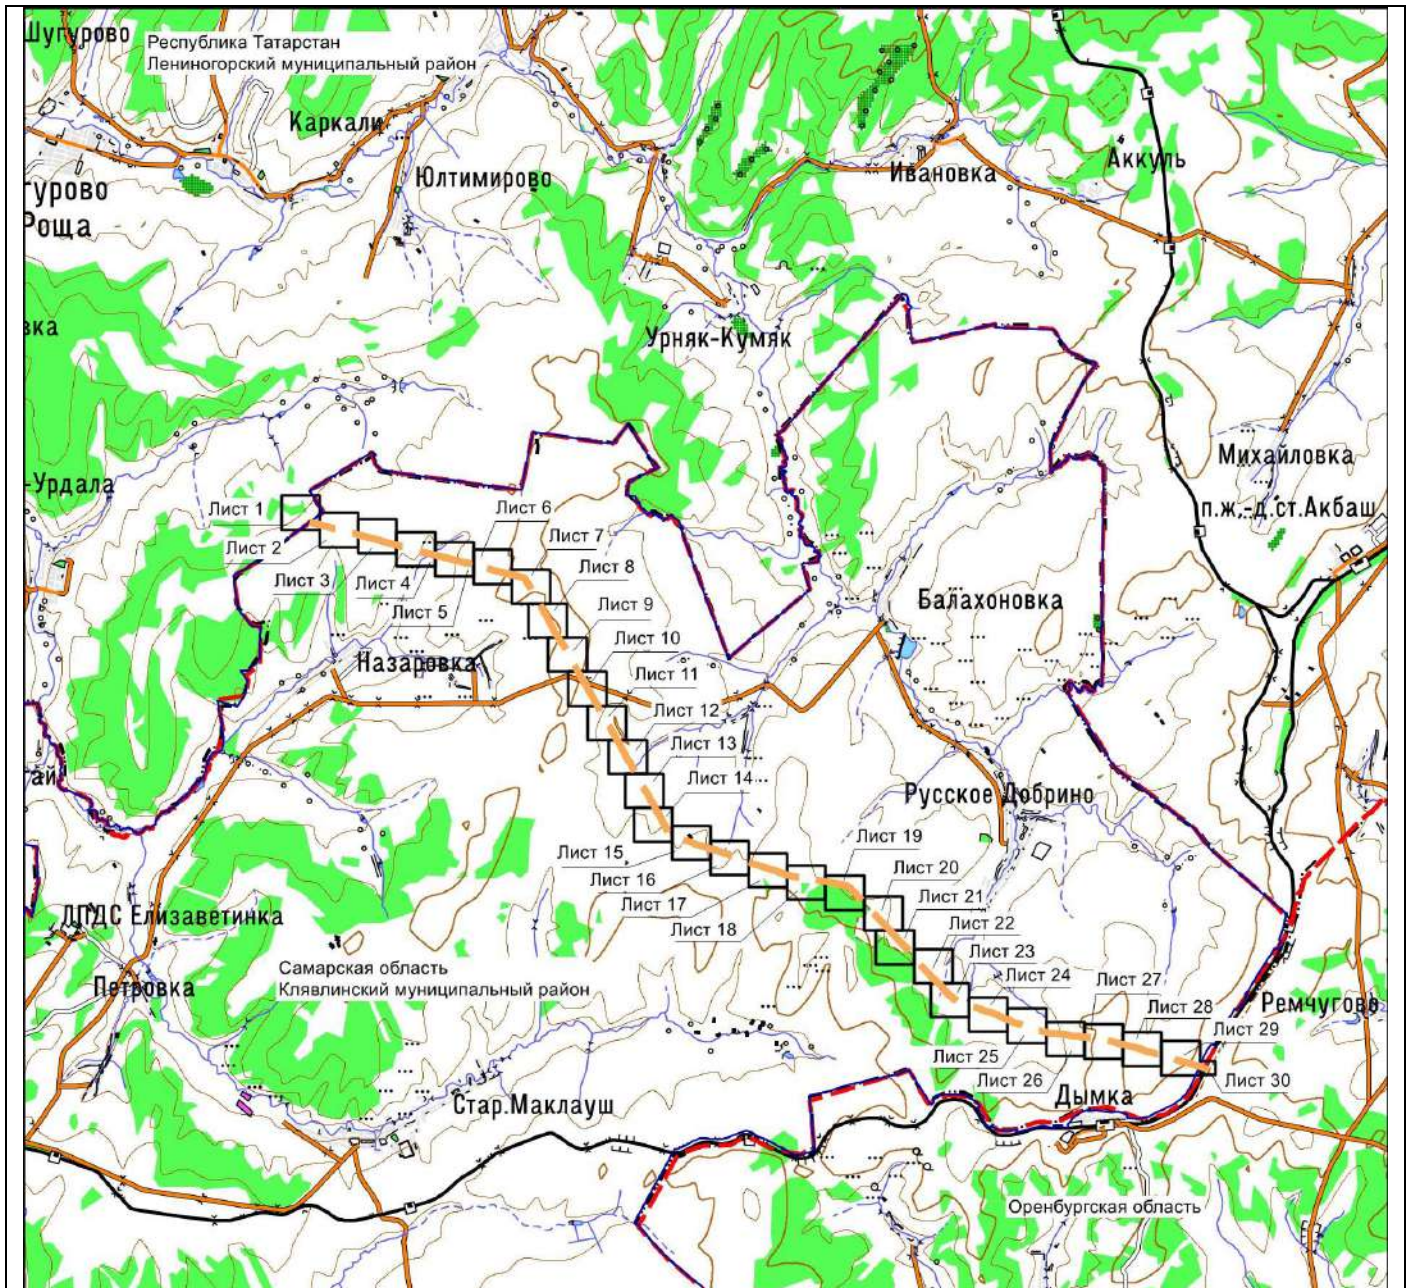 Шугурово
Республика Татарстан
Лениногорский муниципальный район
Каркали
Юлтимирово
Ивановка
Аккуль
гурово
Роща
вка
Урняк-Кумяк
-Урдала
Михайловка
п.ж.-д.ст.Акбаш
Лист 1
Лист 2
Лист 3
Лист 4
Лист 5
Лист 6
Лист 7
Лист 8
Лист 9
Лист 10
Лист 11
Лист 12
Лист 13
Лист 14
Балахоновка
Назаровка
ай
Русское Добрино
Лист 15
Лист 16
Лист 17
Лист 18
Лист 19
Лист 20
Лист 21
Лист 22
Лист 23
Лист 24
Лист 25
Лист 26
Лист 27
Лист 28
Лист 29
Лист 30
ЛПДС Елизаветинка
Петровка
Самарская область
Клявлинский муниципальный район
Ремчугово
Дымка
Стар.Маклауш
Оренбургская область